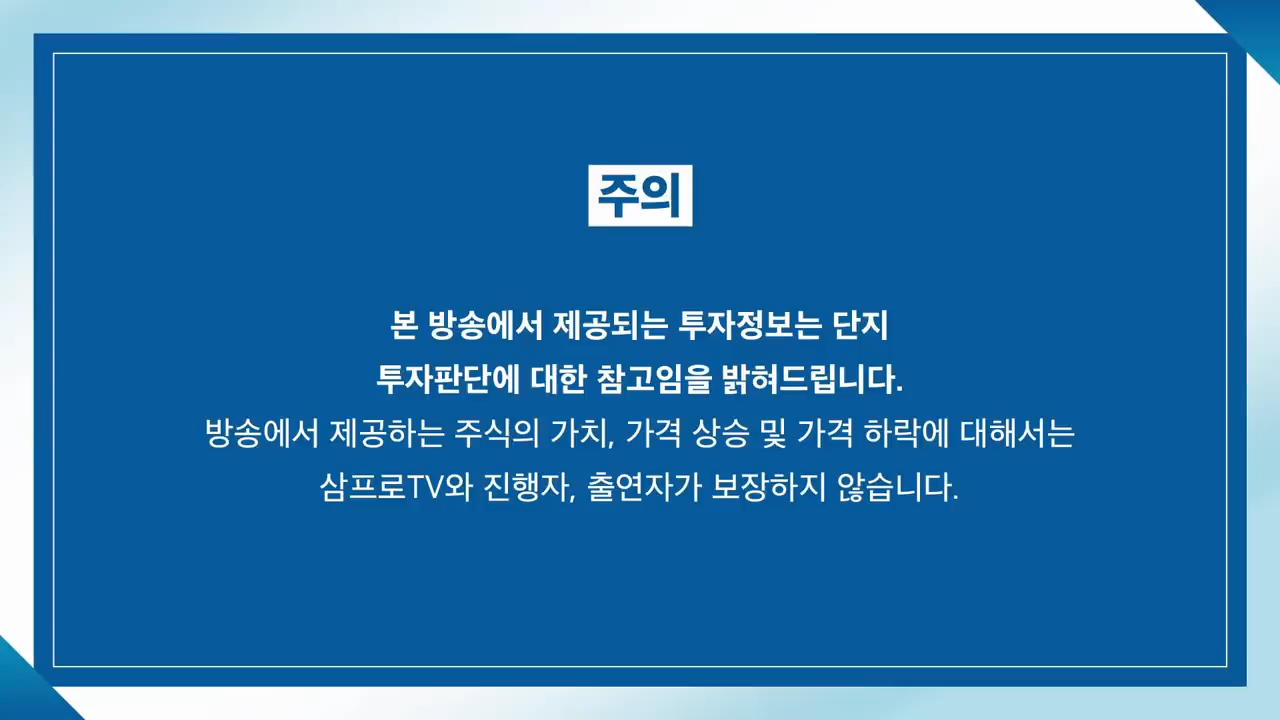 주의
본 방송에서 제공되는 투자정보는 단지
투자판단에 대한 참고임을 밝혀드립니다.
방송에서 제공하는 주식의 가치, 가격 상승 및 가격 하락에 대해서는
삼프로TV와 진행자, 출연자가 보장하지 않습니다.